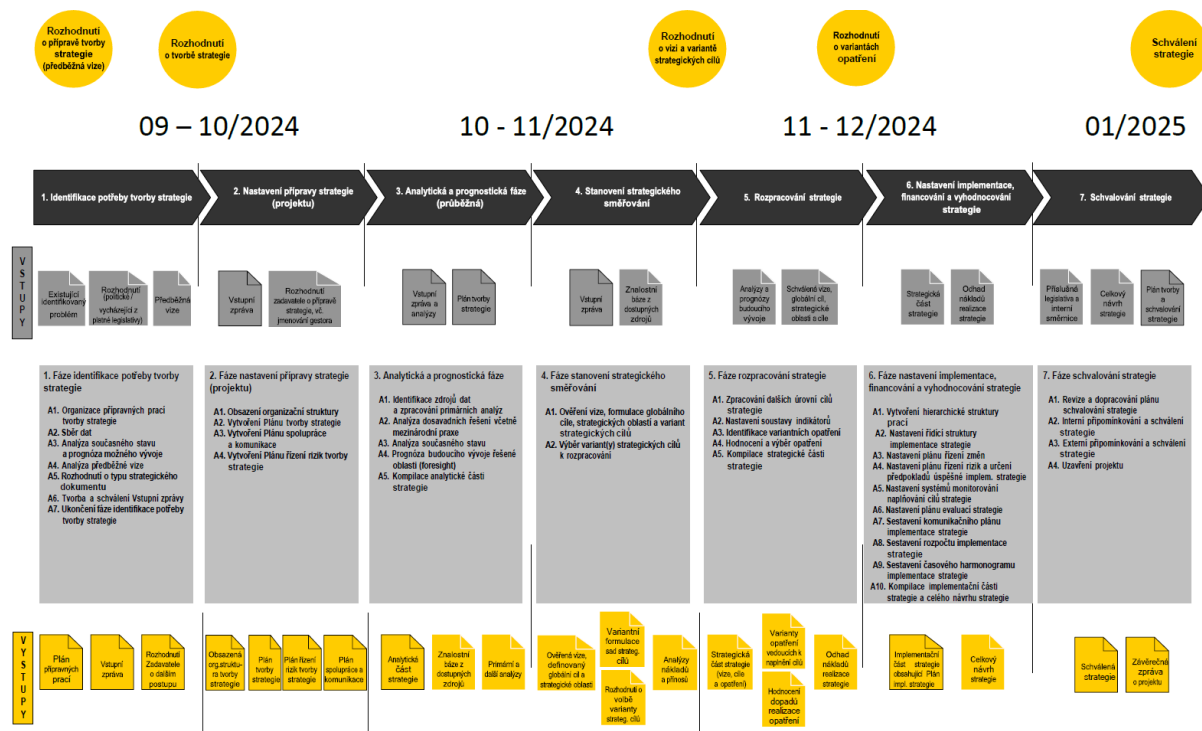 Rozhodnutí
o přípravě tvorby
strategie
(předběžná vize)
Rozhodnutí
o tvorbě strategie
Rozhodnutí
o vizi a variantě
strategických cílů
Rozhodnutí
o variantách
opatření
Schválení
strategie
09 – 10/2024
10 - 11/2024
11 - 12/2024
01/2025
1. Identifikace potřeby tvorby strategie
2. Nastavení přípravy strategie
(projektu)
3. Analytická a prognostická fáze
(průběžná)
4. Stanovení strategického
směřování
5. Rozpracování strategie
6. Nastavení implementace,
financování a vyhodnocování
strategie
7. Schvalování strategie
VSTUPY
Existující
identifikovaný
problém
Rozhodnutí
(politické /
vycházející z
platné legislativy)
Předběžná
vize
Vstupní
zpráva
Rozhodnutí
zadavatele o přípravě
strategie, vč.
jmenování gestora
Vstupní
zpráva a
analýzy
Plán tvorby
strategie
Vstupní
zpráva
Znalostní
báze z
dostupných
zdrojů
Analýzy a
prognózy
budoucího
vývoje
Schválená vize,
globální cíl,
strategické
oblasti a cíle
Strategická
část
strategie
Odhad
nákladů
realizace
strategie
Příslušná
legislativa a
interní
směrnice
Celkový
návrh
strategie
Plán tvorby
a
schvalování
strategie
1. Fáze identifikace potřeby tvorby
strategie
A1. Organizace přípravných prací
tvorby strategie
A2. Sběr dat
A3. Analýza současného stavu
a prognóza možného vývoje
A4. Analýza předběžné vize
A5. Rozhodnutí o typu strategického
dokumentu
A6. Tvorba a schválení Vstupní zprávy
A7. Ukončení fáze identifikace potřeby
tvorby strategie
2. Fáze nastavení přípravy strategie
(projektu)
A1. Obsazení organizační struktury
A2. Vytvoření Plánu tvorby strategie
A3. Vytvoření Plánu spolupráce
a komunikace
A4. Vytvoření Plánu řízení rizik tvorby
strategie
3. Analytická a prognostická fáze
A1. Identifikace zdrojů dat
a zpracování primárních analýz
A2. Analýza dosavadních řešení včetně
mezinárodní praxe
A3. Analýza současného stavu
A4. Prognóza budoucího vývoje řešené
oblasti (foresight)
A5. Kompilace analytické části
strategie
4. Fáze stanovení strategického
směřování
A1. Ověření vize, formulace globálního
cíle, strategických oblastí a variant
strategických cílů
A2. Výběr variant(y) strategických cílů
k rozpracování
5. Fáze rozpracování strategie
A1. Zpracování dalších úrovní cílů
strategie
A2. Nastavení soustavy indikátorů
A3. Identifikace variantních opatření
A4. Hodnocení a výběr opatření
A5. Kompilace strategické části
strategie
6. Fáze nastavení implementace,
financování a vyhodnocování strategie
A1. Vytvoření hierarchické struktury
prací
A2. Nastavení řídící struktury
implementace strategie
A3. Nastavení plánu řízení změn
A4. Nastavení plánu řízení rizik a určení
předpokladů úspěšné implem. strategie
A5. Nastavení systémů monitorování
naplňování cílů strategie
A6. Nastavení plánu evaluací strategie
A7. Sestavení komunikačního plánu
implementace strategie
A8. Sestavení rozpočtu implementace
strategie
A9. Sestavení časového harmonogramu
implementace strategie
A10. Kompilace implementační části
strategie a celého návrhu strategie
7. Fáze schvalování strategie
A1. Revize a dopracování plánu
schvalování strategie
A2. Interní připomínkování a schválení
strategie
A3. Externí připomínkování a schválení
strategie
A4. Uzavření projektu
VÝSTUPY
Plán
přípravných
prací
Vstupní
zpráva
Rozhodnutí
Zadavatele
o dalším
postupu
Obsazená
org.struktu-
ra tvorby
strategie
Plán
tvorby
strategie
Plán řízení
rizik tvorby
strategie
Plán
spolupráce a
komunikace
Analytická
část
strategie
Znalostní
báze z
dostupných
zdrojů
Primární a
další analýzy
Ověřená vize,
definovaný
globální cíl a
strategické oblasti
Variantní
formulace
sad strateg.
cílů
Rozhodnutí o
volbě
varianty
strateg. cílů
Analýzy
nákladů
a přínosů
Strategická
část strategie
(vize, cíle
a opatření)
Varianty
opatření
vedoucích k
naplnění cílů
Hodnocení
dopadů
realizace
opatření
Odhad
nákladů
realizace
strategie
Implementační
část strategie
obsahující Plán
impl. strategie
Celkový
návrh
strategie
Schválená
strategie
Závěrečná
zpráva
o projektu